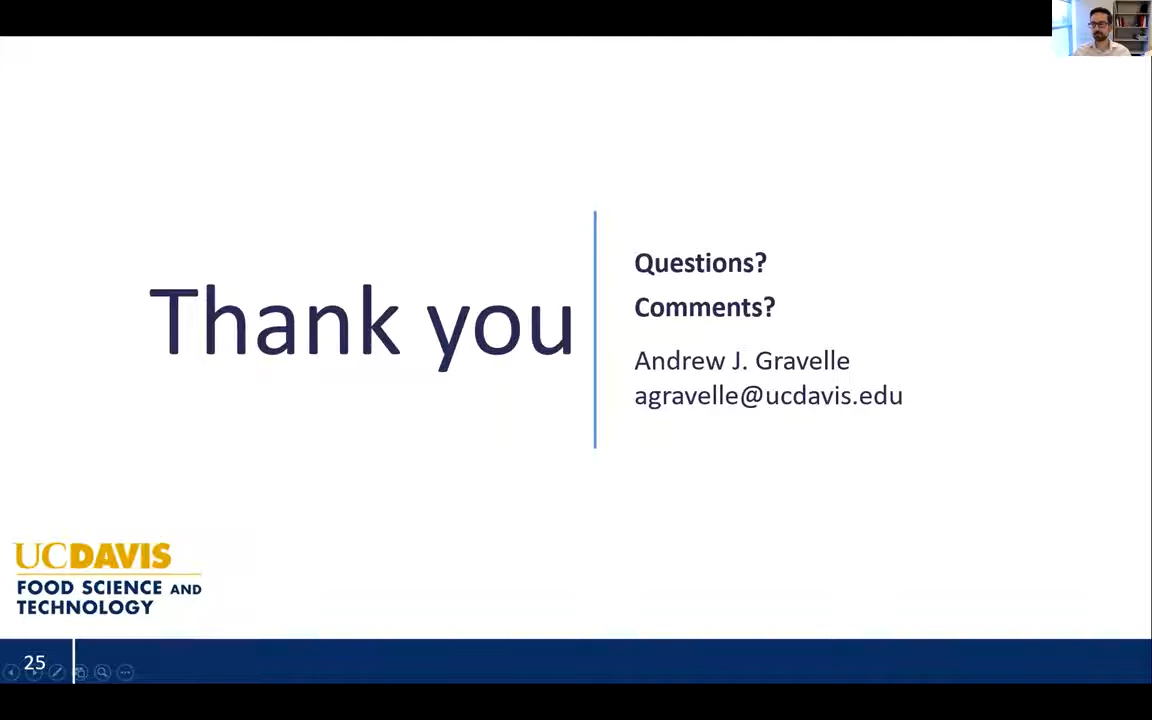 Thank you
Questions?
Comments?
Andrew J. Gravelle
agravelle@ucdavis.edu
UCDAVIS
FOOD SCIENCE AND
TECHNOLOGY
25